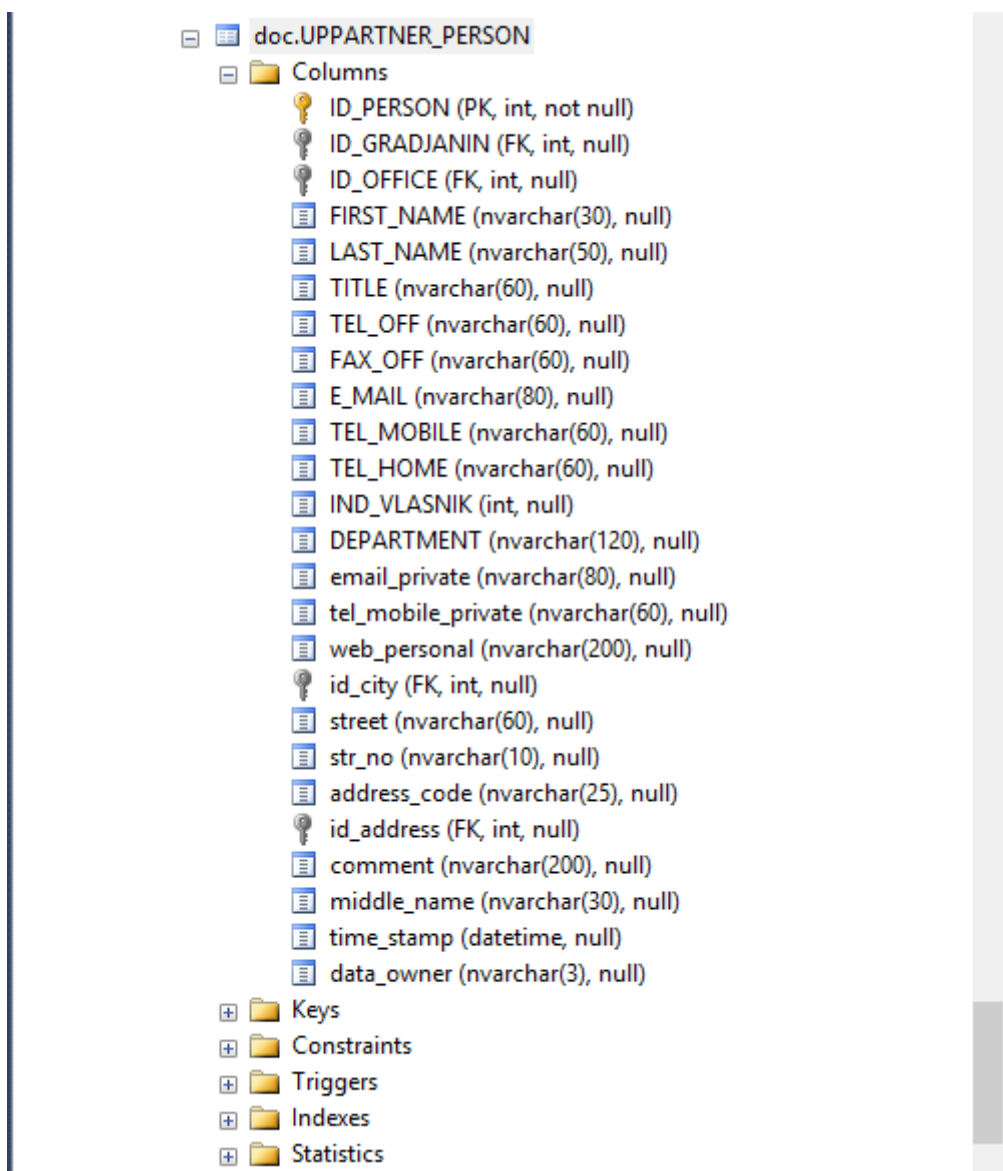 doc.UPPARTNER_PERSON
Columns
ID_PERSON (PK, int, not null)
ID_GRADJANIN (FK, int, null)
ID_OFFICE (FK, int, null)
FIRST_NAME (nvarchar(30), null)
LAST_NAME (nvarchar(50), null)
TITLE (nvarchar(60), null)
TEL_OFF (nvarchar(60), null)
FAX_OFF (nvarchar(60), null)
E_MAIL (nvarchar(80), null)
TEL_MOBILE (nvarchar(60), null)
TEL_HOME (nvarchar(60), null)
IND_VLASNIK (int, null)
DEPARTMENT (nvarchar(120), null)
email_private (nvarchar(80), null)
tel_mobile_private (nvarchar(60), null)
web_personal (nvarchar(200), null)
id_city (FK, int, null)
street (nvarchar(60), null)
str_no (nvarchar(10), null)
address_code (nvarchar(25), null)
id_address (FK, int, null)
comment (nvarchar(200), null)
middle_name (nvarchar(30), null)
time_stamp (datetime, null)
data_owner (nvarchar(3), null)
Keys
Constraints
Triggers
Indexes
Statistics